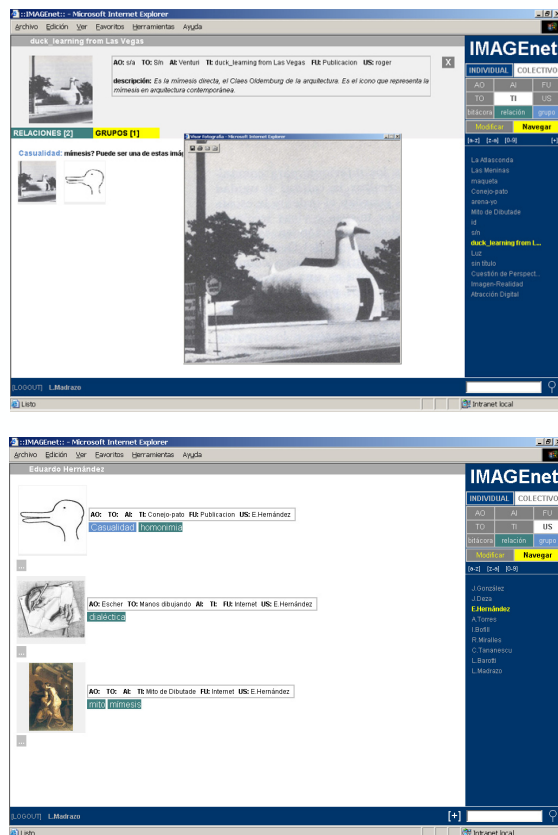 ::IMAGEnet:: - Microsoft Internet Explorer
Archivo Edición Ver Favoritos Herramientas Ayuda
duck_learning from Las Vegas
IMAGEnet
AO: s/a TO: S/n AI: Venturi TI: duck_learning from Las Vegas FU: Publicacion US: roger
X
descripción: Es la mímesis directa, el Claes Oldemburg de la arquitectura. Es el icono que representa la
mímesis en arquitectura contemporánea.
INDIVIDUAL COLECTIVO
AO AI FU
TO TI US
bitácora relación grupo
Modificar Navegar
[a-z] [z-a] [0-9] [+]
RELACIONES [2] GRUPOS [1]
Visor fotografía - Microsoft Internet Explorer
Casualidad: mímesis? Puede ser una de estas imág
La Atlasconda
Las Meninas
maqueta
Conejo-pato
arena-yo
Mito de Dibutade
id
s/n
duck_learning from L...
Luz
sin título
Cuestión de Perspect...
Imagen-Realidad
Atracción Digital
[LOGOUT] L.Madrazo
Listo
Intranet local
::IMAGEnet:: - Microsoft Internet Explorer
Archivo Edición Ver Favoritos Herramientas Ayuda
Eduardo Hernández
IMAGEnet
INDIVIDUAL COLECTIVO
AO AI FU
TO TI US
bitácora relación grupo
Modificar Navegar
[a-z] [z-a] [0-9]
AO: TO: AI: TI: Conejo-pato FU: Publicacion US: E.Hernández
Casualidad homonimia
...
AO: Escher TO: Manos dibujando AI: TI: FU: Internet US: E.Hernández
dialéctica
...
AO: TO: AI: TI: Mito de Dibutade FU: Internet US: E.Hernández
mito mímesis
...
J.González
J.Deza
E.Hernández
A.Torres
I.Bofill
R.Miralles
C.Tananescu
L.Barotti
L.Madrazo
[LOGOUT] L.Madrazo
[+]
Listo
Intranet local